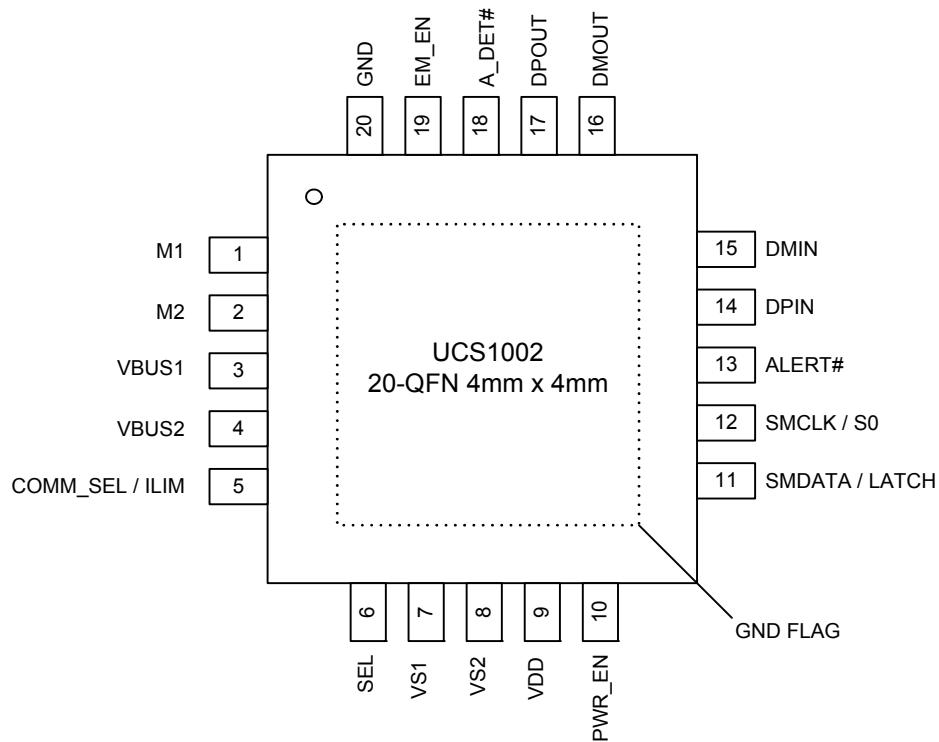 GND
EM_EN
A_DET#
DPOUT
DMOUT
20
19
18
17
16
M1
1
M2
2
VBUS1
3
VBUS2
4
COMM_SEL / ILIM
5
UCS1002
20-QFN 4mm x 4mm
15
DMIN
14
DPIN
13
ALERT#
12
SMCLK / S0
11
SMDATA / LATCH
6
7
8
9
10
SEL
VS1
VS2
VDD
PWR_EN
GND FLAG